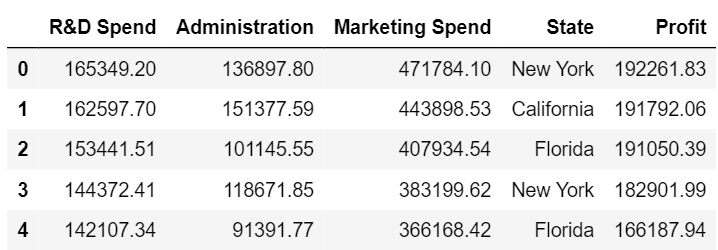 R&D Spend Administration Marketing Spend State Profit
0 165349.20 136897.80 471784.10 New York 192261.83
1 162597.70 151377.59 443898.53 California 191792.06
2 153441.51 101145.55 407934.54 Florida 191050.39
3 144372.41 118671.85 383199.62 New York 182901.99
4 142107.34 91391.77 366168.42 Florida 166187.94